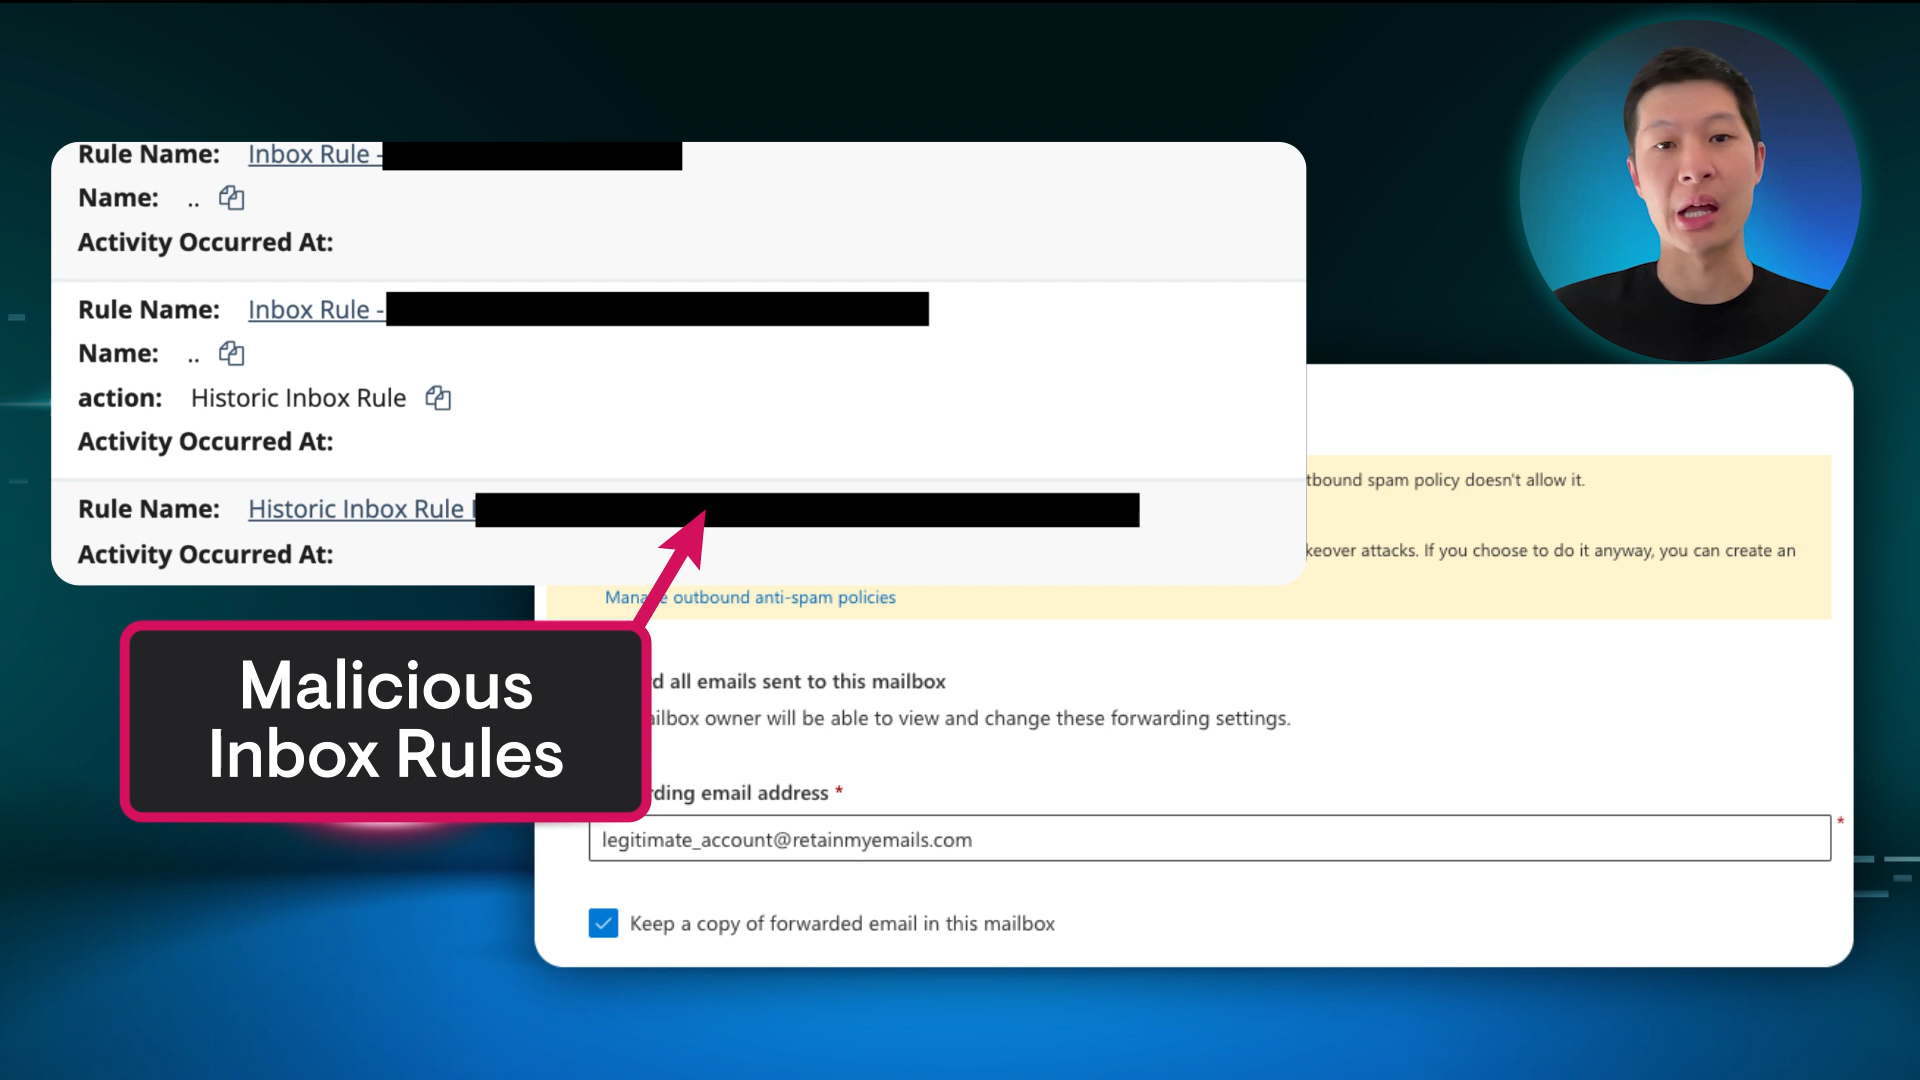 Rule Name: Inbox Rule -
Name: ..
Activity Occurred At:
Rule Name: Inbox Rule -
Name: ..
action: Historic Inbox Rule
Activity Occurred At:
Rule Name: Historic Inbox Rule
Activity Occurred At:
Malicious
Inbox Rules
spam policy doesn't allow it.
attacks. If you choose to do it anyway, you can create an
Manage outbound anti-spam policies
all emails sent to this mailbox
owner will be able to view and change these forwarding settings.
email address *
legitimate_account@retainmyemails.com
*
Keep a copy of forwarded email in this mailbox